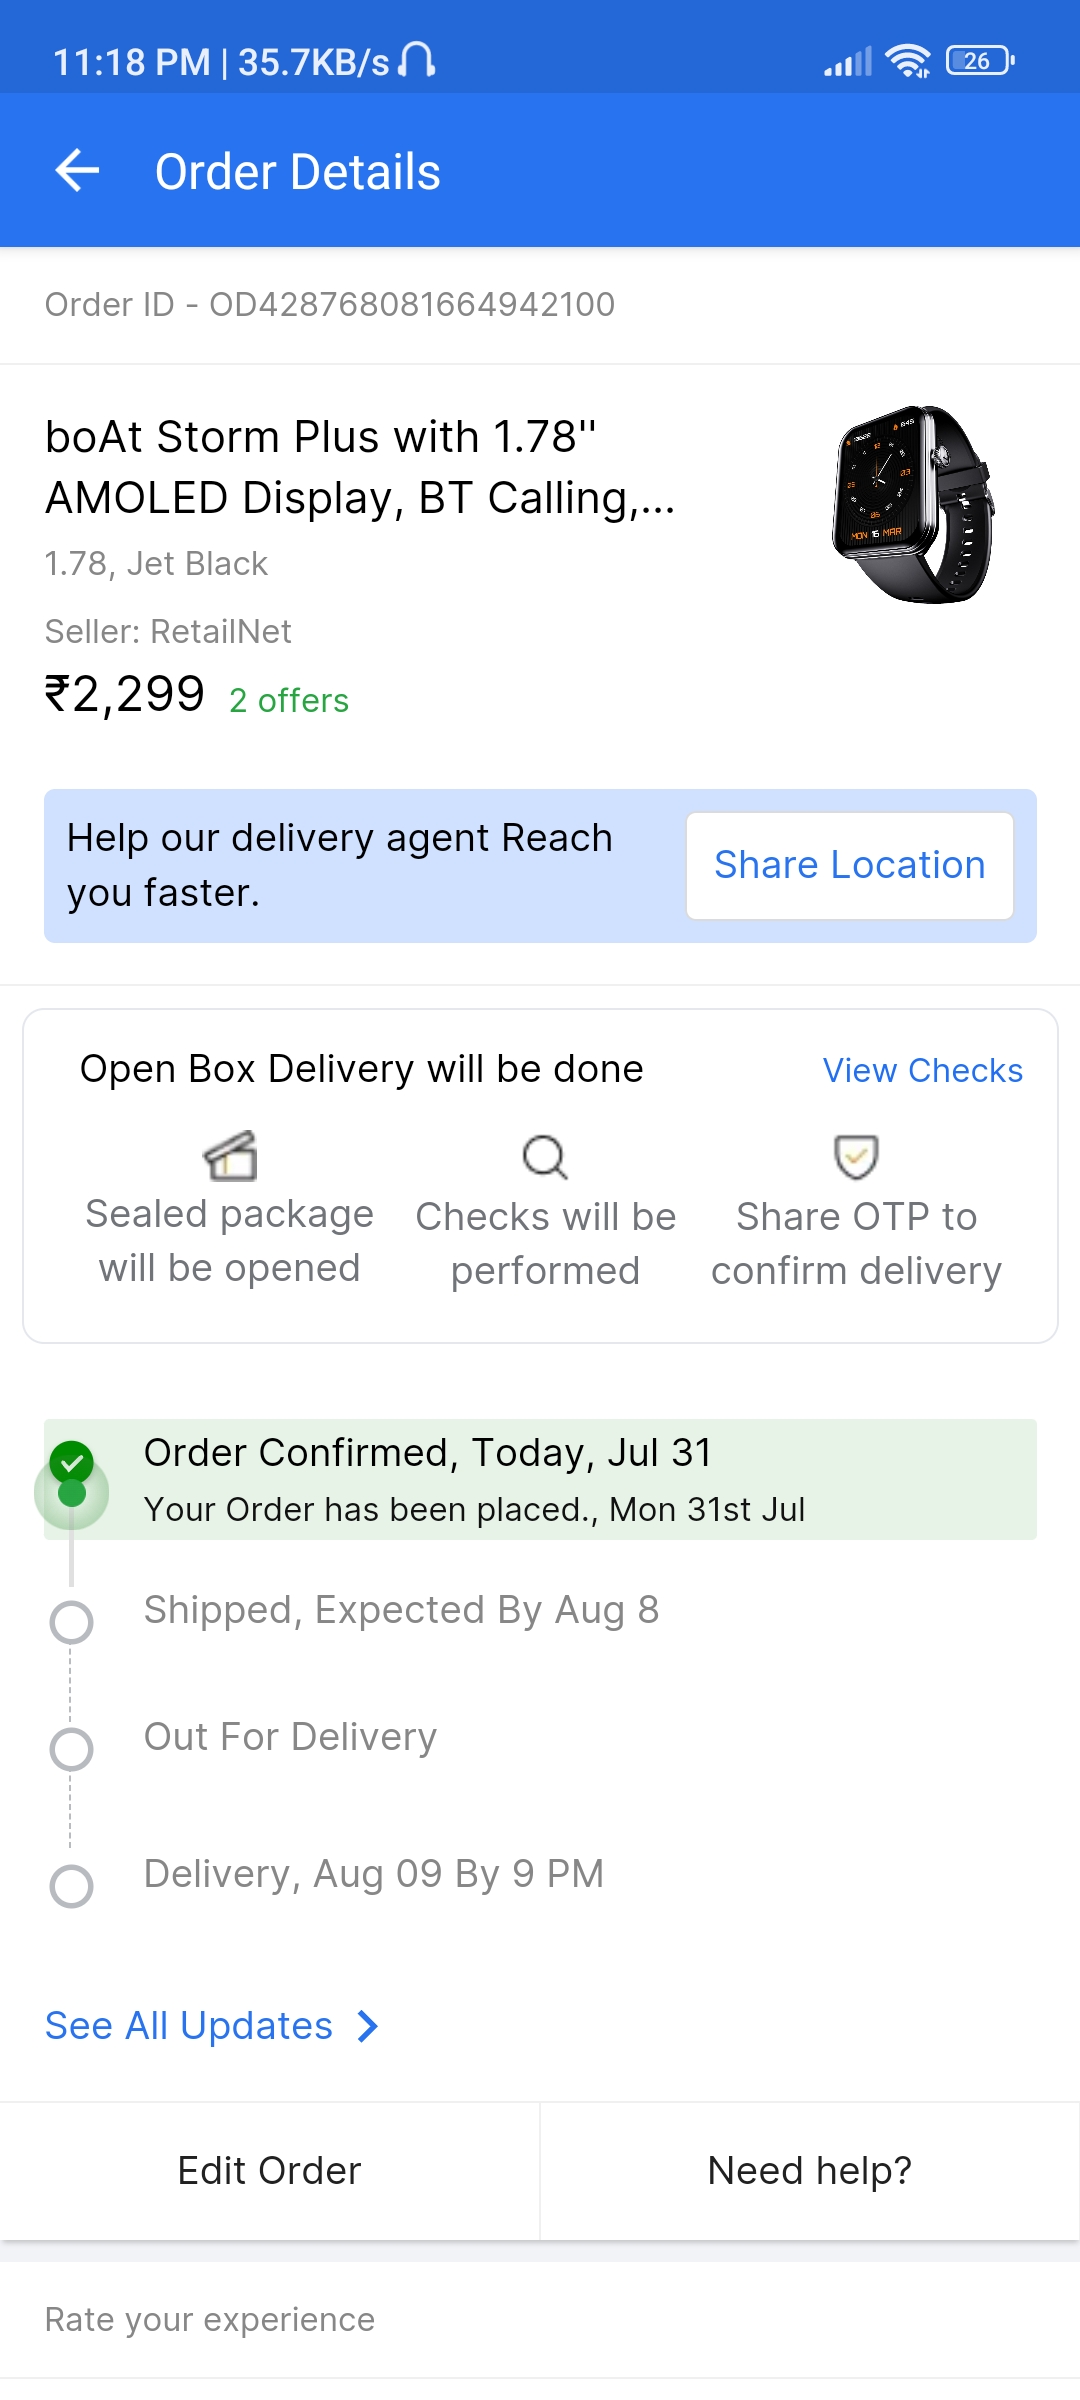 11:18 PM | 35.7KB/s
26
Order Details
Order ID - OD428768081664942100
boAt Storm Plus with 1.78"
AMOLED Display, BT Calling,...
1.78, Jet Black
Seller: RetailNet
₹2,299 2 offers
Help our delivery agent Reach
you faster.
Share Location
Open Box Delivery will be done
View Checks
Sealed package
will be opened
Checks will be
performed
Share OTP to
confirm delivery
Order Confirmed, Today, Jul 31
Your Order has been placed., Mon 31st Jul
Shipped, Expected By Aug 8
Out For Delivery
Delivery, Aug 09 By 9 PM
See All Updates
Edit Order
Need help?
Rate your experience